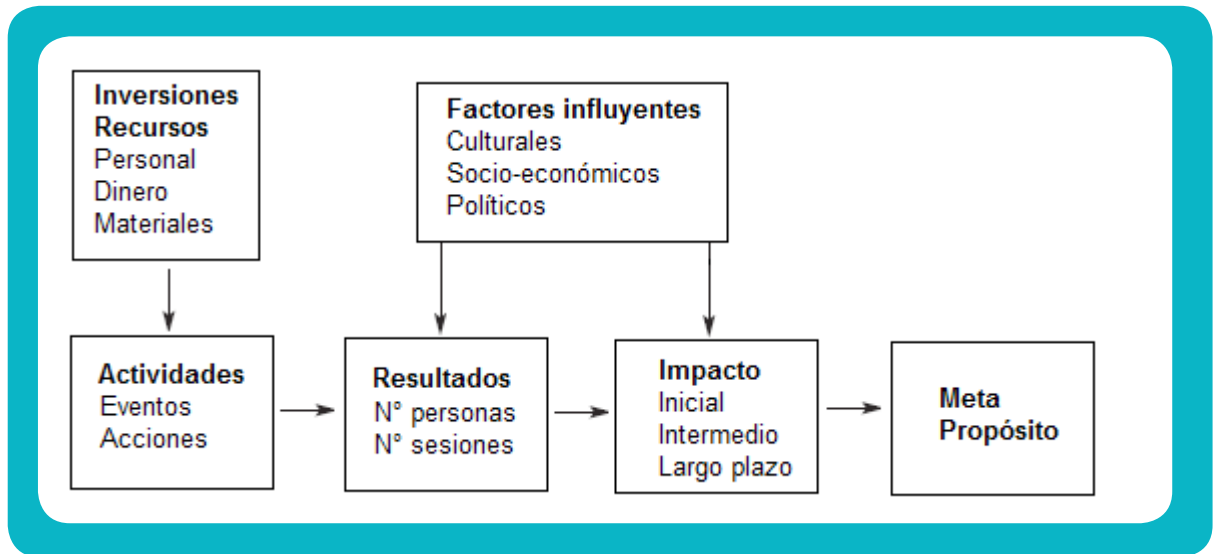 Inversiones
Recursos
Personal
Dinero
Materiales
Factores influyentes
Culturales
Socio-económicos
Políticos
Actividades
Eventos
Acciones
Resultados
N° personas
N° sesiones
Impacto
Inicial
Intermedio
Largo plazo
Meta
Propósito